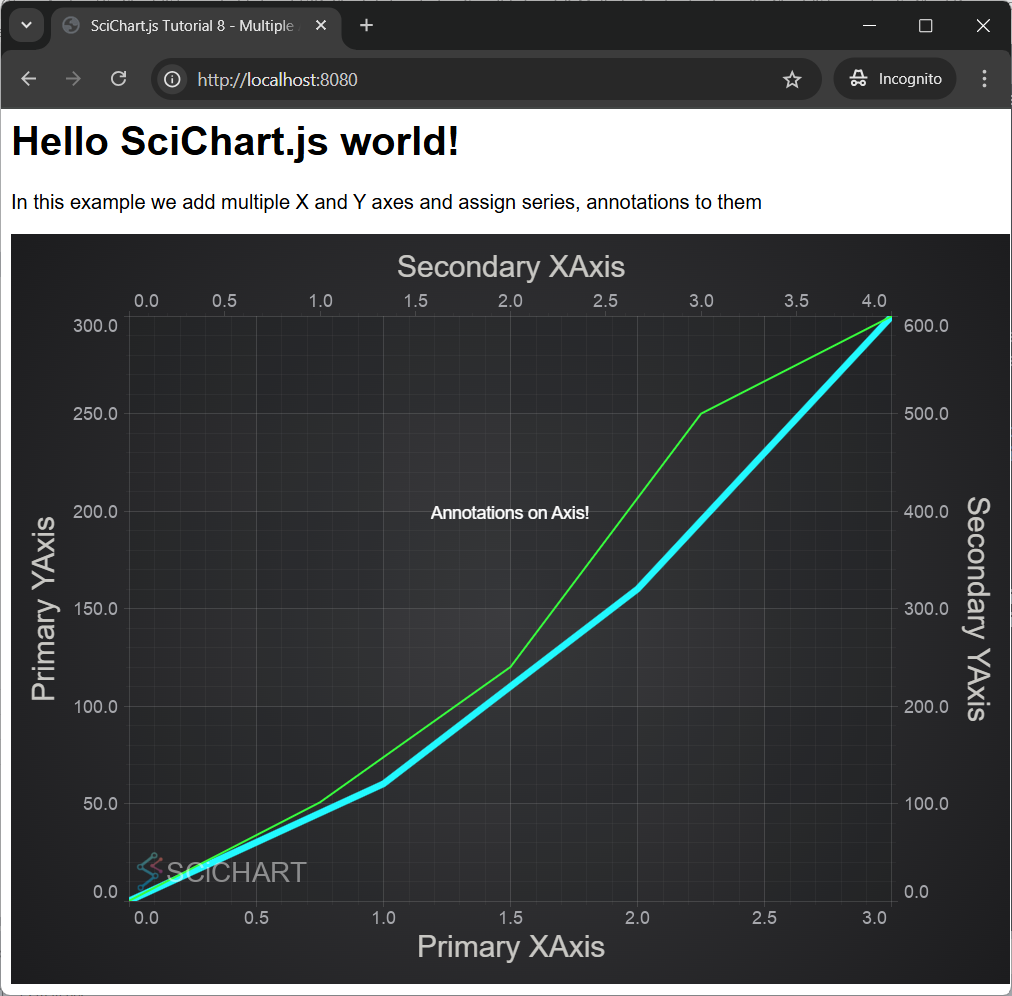 SciChart.js Tutorial 8 - Multiple
http://localhost:8080
Incognito
Hello SciChart.js world!
In this example we add multiple X and Y axes and assign series, annotations to them
Secondary XAxis
0.0 0.5 1.0 1.5 2.0 2.5 3.0 3.5 4.0
300.0 600.0
250.0 500.0
200.0 Annotations on Axis! 400.0
Primary YAxis
Secondary YAxis
150.0 300.0
100.0 200.0
50.0 100.0
SCICHART
0.0 0.0
0.0 0.5 1.0 1.5 2.0 2.5 3.0
Primary XAxis